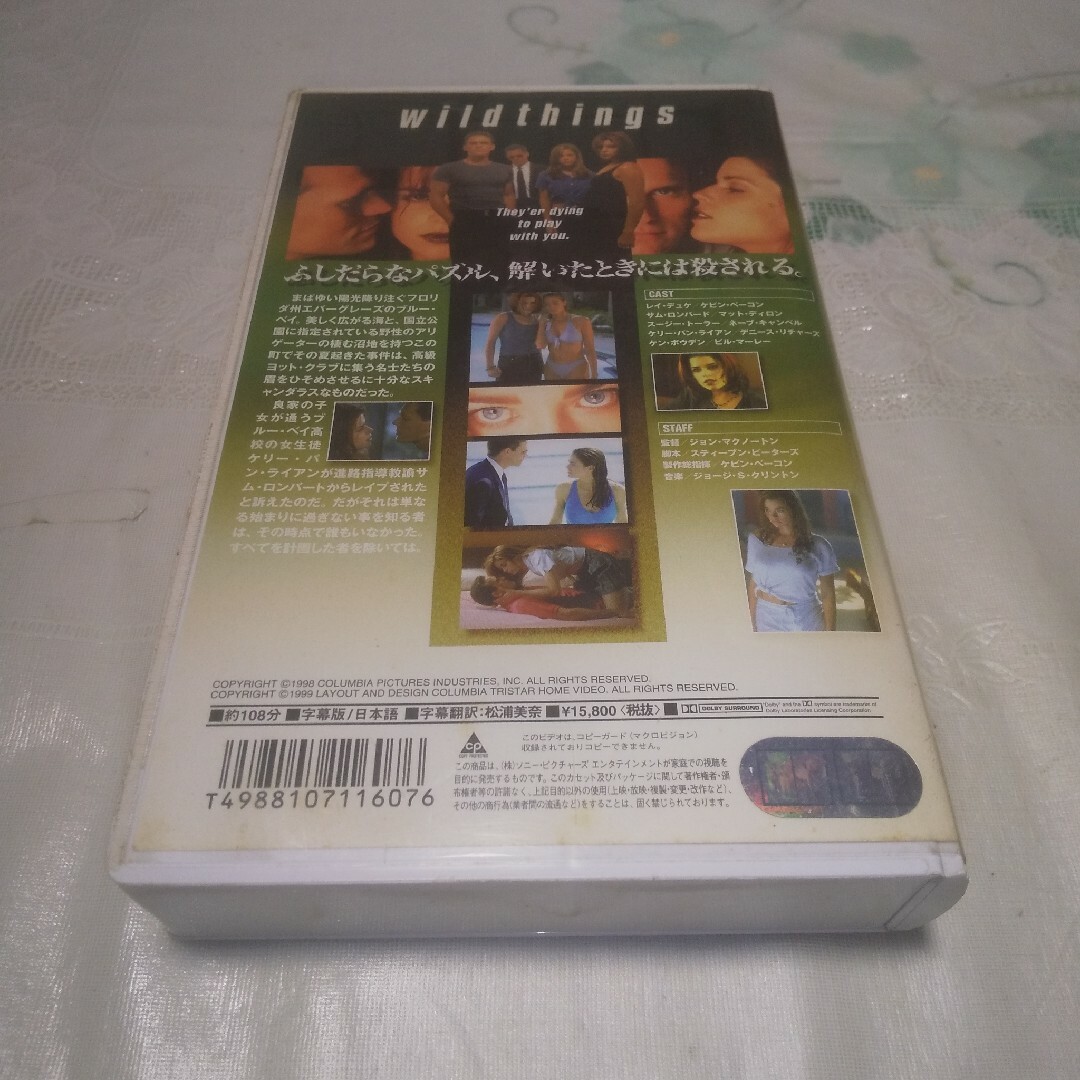 wildthings
They'er dying
to play
with you.
ふしだらなパズル、解いたときには殺される。
まばゆい陽光降り注ぐフロリ
ダ州エバーグレーズのブルー・
ベイ。美しく広がる海と、国立公
園に指定されている野性のアリ
ゲーターの棲む沼地を持つこの
町でその夏起きた事件は、高級
ヨット・クラブに集う名士たちの
眉をひそめさせるに十分なスキ
ャンダラスなものだった。
良家の子
女が通うブ
ルー・ベイ高
校の女生徒
ケリー・バ
ン・ライアンが進路指導教諭サ
ム・ロンバートからレイプされた
と訴えたのだ。だがそれは単な
る始まりに過ぎない事を知る者
は、その時点で誰もいなかった。
すべてを計画した者を除いては、
CAST
レイ・デュケ/ケビン・ベーコン
サム・ロンバード/マット・ディロン
スージー・トーラー/ネーブ・キャンベル
ケリー・バン・ライアン/デニース・リチャーズ
ケン・ボウデン/ビル・マーレー
STAFF
監督/ジョン・マクノートン
脚本/スティーブン・ピーターズ
製作総指揮/ケビン・ベーコン
音楽/ジョージ・S・クリントン
COPYRIGHT ©1998 COLUMBIA PICTURES INDUSTRIES, INC. ALL RIGHTS RESERVED.
COPYRIGHT ©1999 LAYOUT AND DESIGN COLUMBIA TRISTAR HOME VIDEO. ALL RIGHTS RESERVED.
■約108分 ■字幕版/日本語 ■字幕翻訳:松浦美奈 ■¥15,800〈税抜〉■ DOLBY SURROUND "Dolby" and the DD symbol are trademarks of
Dolby Laboratories Licensing Corporation
T4988107116076
CP
このビデオは、コピーガード(マクロビジョン)
収録されておりコピーできません。
この商品は、(株)ソニー・ピクチャーズ エンタテインメントが家庭での視聴を
目的に発売するものです。このカセット及びパッケージに関して著作権者・頒
布権者等の許諾なく、上記目的以外の使用(上映・放映・複製・変更・改作など)、
その他の商行為(業者間の流通など)をすることは、固く禁じられております。